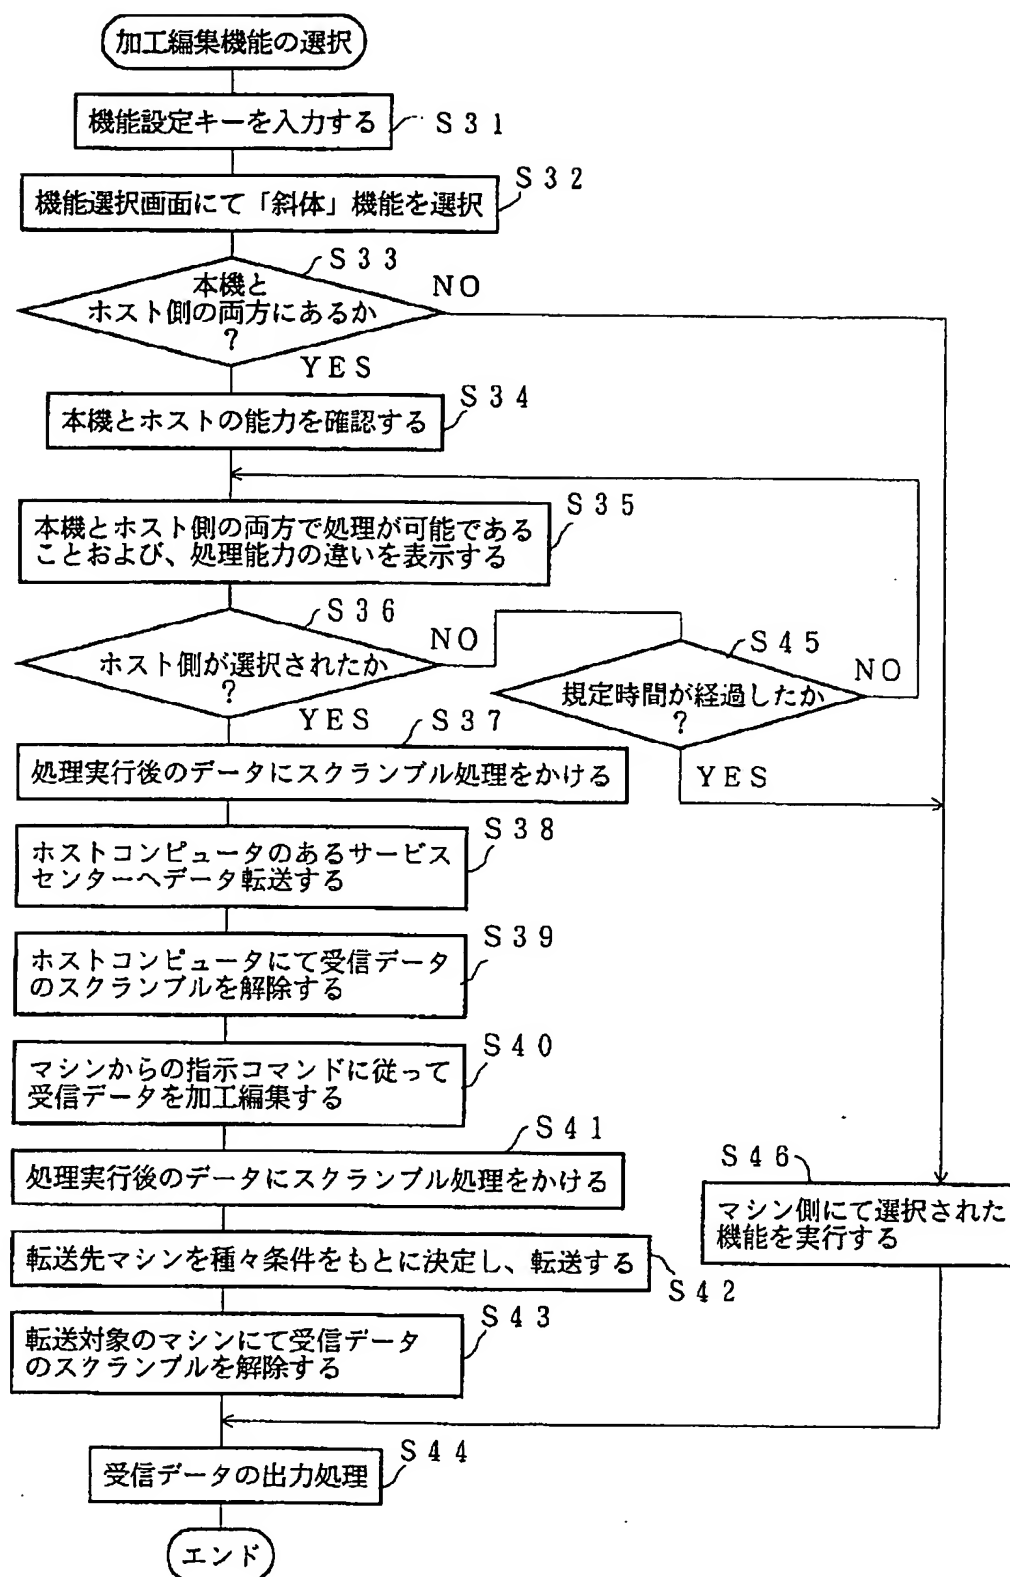 加工編集機能の選択
機能設定キーを入力する
S31
機能選択画面にて「斜体」機能を選択
S32
S33
本機と
ホスト側の両方にあるか
?
NO
YES
本機とホストの能力を確認する
S34
本機とホスト側の両方で処理が可能である
ことおよび、処理能力の違いを表示する
S35
S36
ホスト側が選択されたか
?
NO
YES
S45
規定時間が経過したか
?
NO
YES
S37
処理実行後のデータにスクランブル処理をかける
ホストコンピュータのあるサービス
センターへデータ転送する
S38
ホストコンピュータにて受信データ
のスクランブルを解除する
S39
マシンからの指示コマンドに従って
受信データを加工編集する
S40
S41
処理実行後のデータにスクランブル処理をかける
S46
マシン側にて選択された
機能を実行する
転送先マシンを種々条件をもとに決定し、転送する
S42
転送対象のマシンにて受信データ
のスクランブルを解除する
S43
受信データの出力処理
S44
エンド